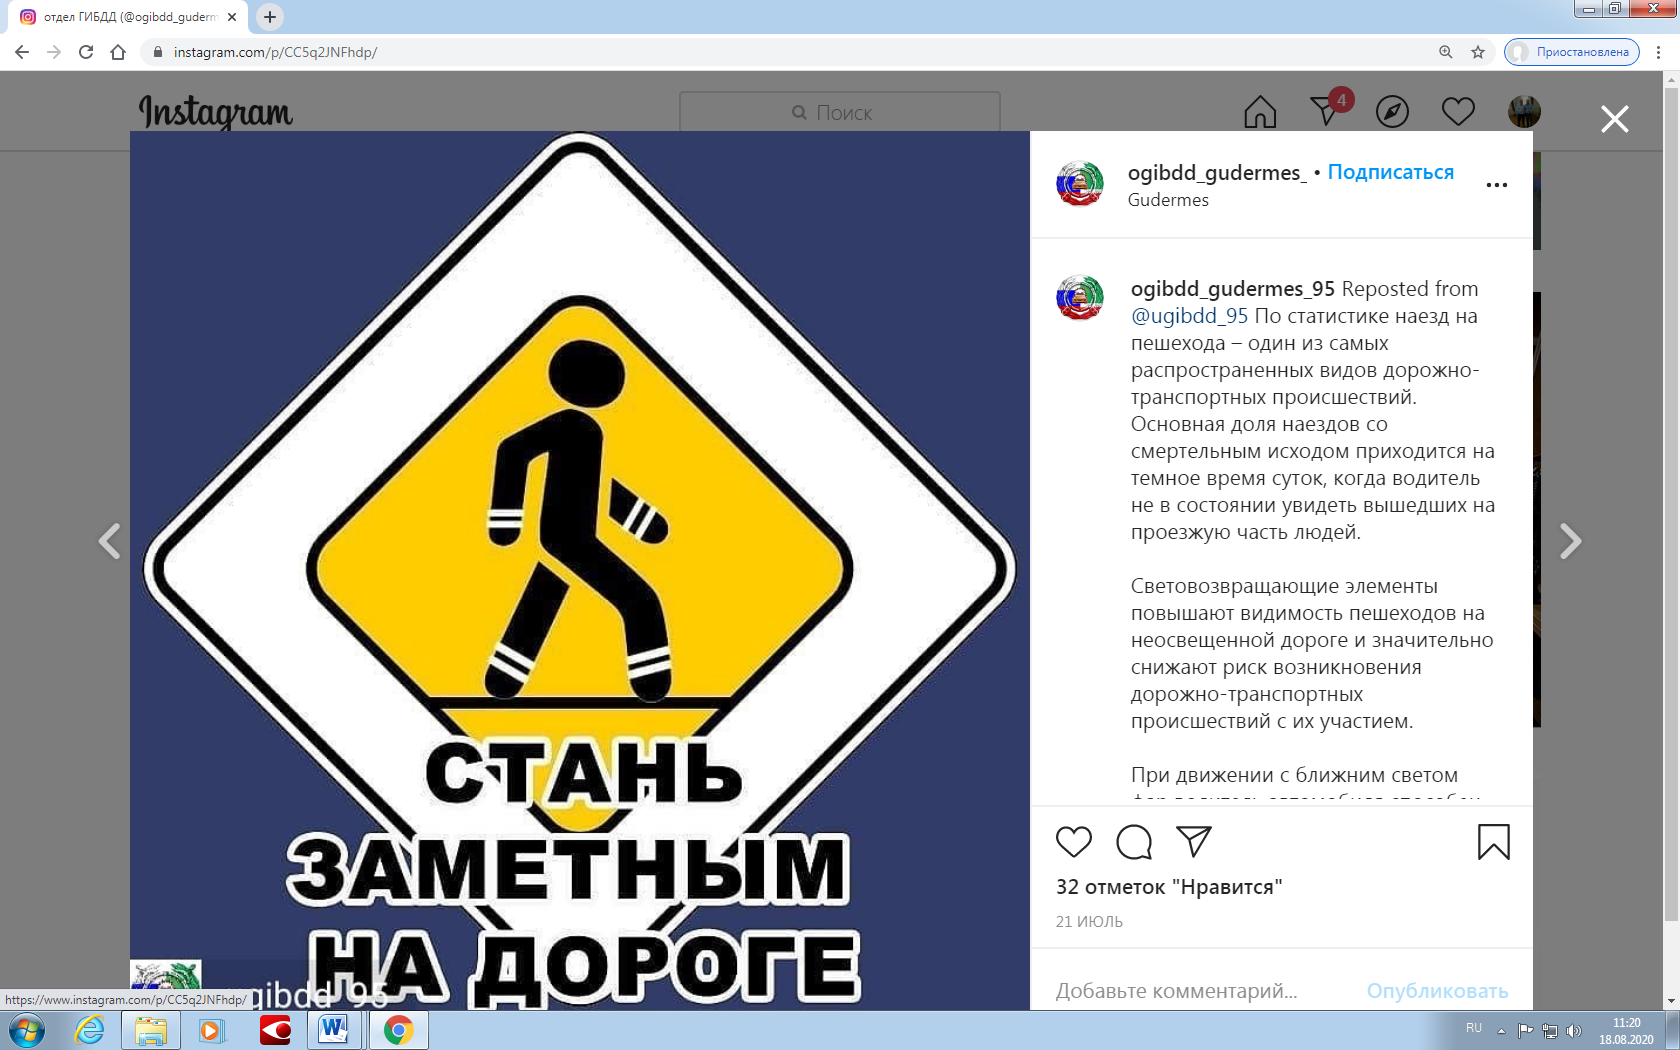 отдел ГИБДД (@ogibdd_guderm
instagram.com/p/CC5q2JNFhdp/
Приостановлена
Instagram
Поиск
4
ogibdd_gudermes_ • Подписаться
Gudermes
ogibdd_gudermes_95 Reposted from
@ugibdd_95 По статистике наезд на
пешехода – один из самых
распространенных видов дорожно-
транспортных происшествий.
Основная доля наездов со
смертельным исходом приходится на
темное время суток, когда водитель
не в состоянии увидеть вышедших на
проезжую часть людей.
Световозвращающие элементы
повышают видимость пешеходов на
неосвещенной дороге и значительно
снижают риск возникновения
дорожно-транспортных
происшествий с их участием.
При движении с ближним светом
СТАНЬ
ЗАМЕТНЫМ
НА ДОРОГЕ
32 отметок "Нравится"
21 ИЮЛЬ
Добавьте комментарий... Опубликовать
https://www.instagram.com/p/CC5q2JNFhdp/
RU
11:20
18.08.2020